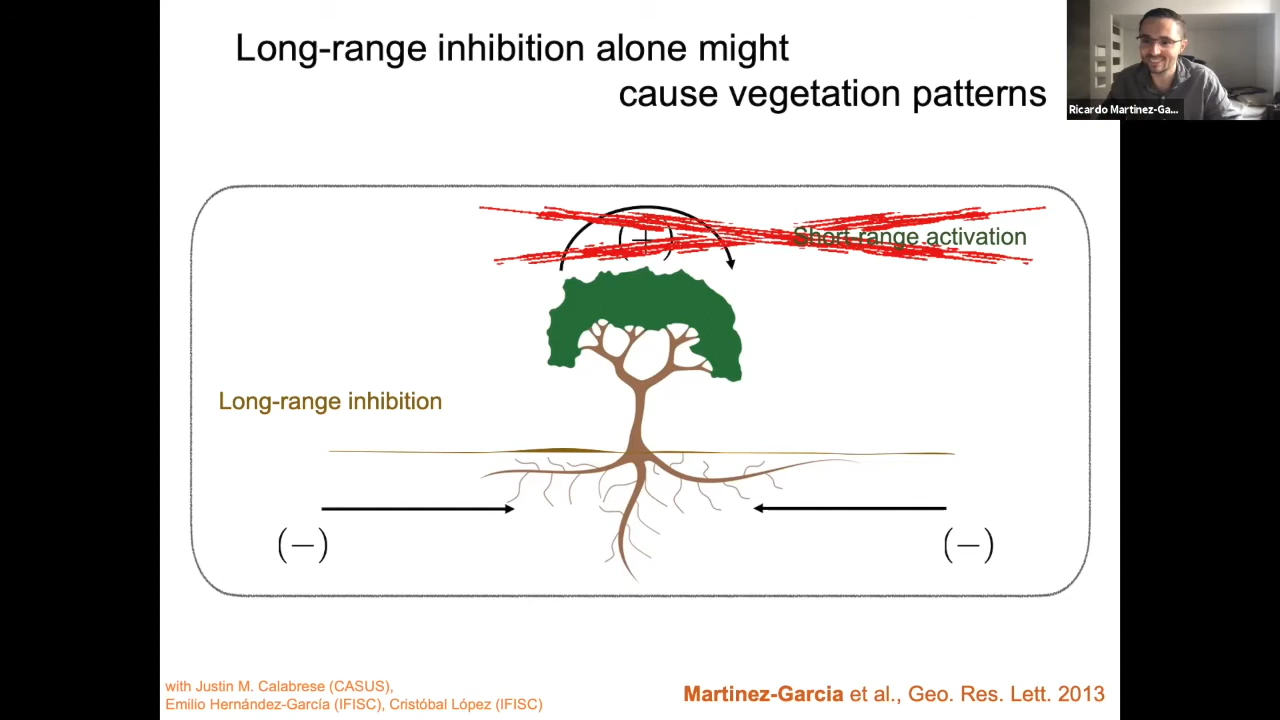 Long-range inhibition alone might
cause vegetation patterns
Ricardo Martinez-Ga...
(+)
Short-range activation
Long-range inhibition
(−)
(−)
with Justin M. Calabrese (CASUS),
Emilio Hernández-García (IFISC), Cristóbal López (IFISC)
Martinez-Garcia et al., Geo. Res. Lett. 2013